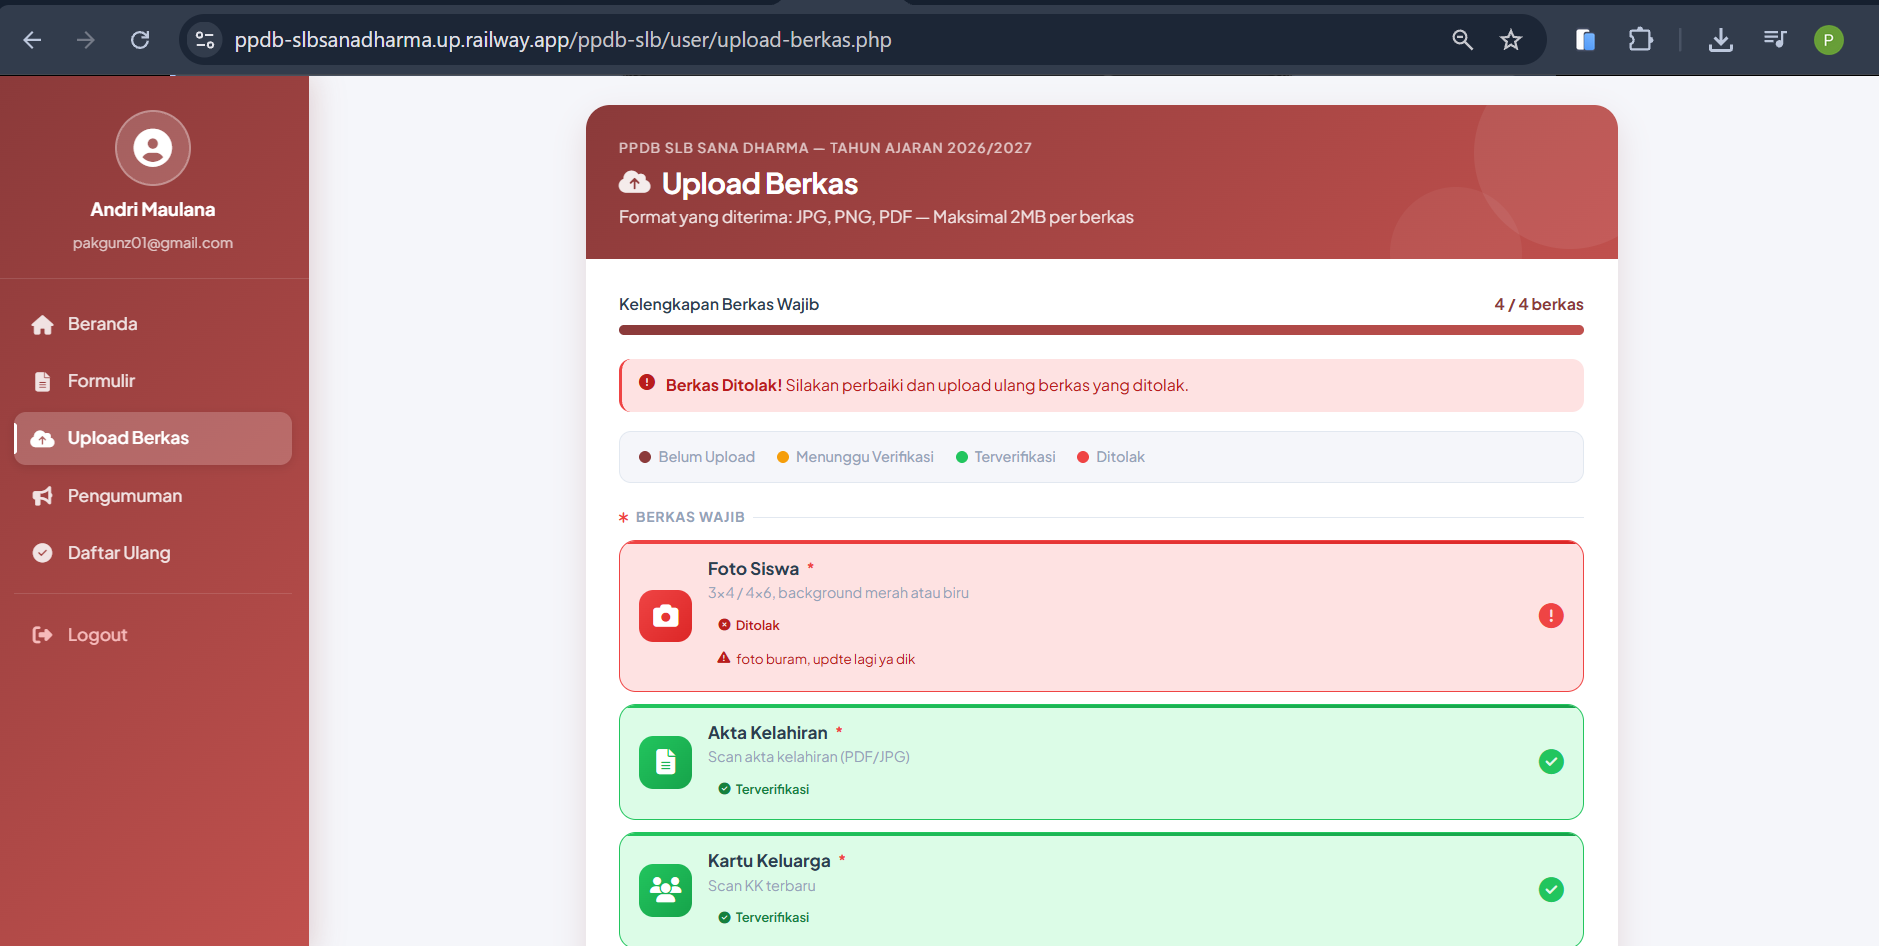 ppdb-slbsanadharma.up.railway.app/ppdb-slb/user/upload-berkas.php
P
Andri Maulana
pakgunz01@gmail.com
Beranda
Formulir
Upload Berkas
Pengumuman
Daftar Ulang
Logout
PPDB SLB SANA DHARMA — TAHUN AJARAN 2026/2027
Upload Berkas
Format yang diterima: JPG, PNG, PDF — Maksimal 2MB per berkas
Kelengkapan Berkas Wajib
4 / 4 berkas
Berkas Ditolak! Silakan perbaiki dan upload ulang berkas yang ditolak.
Belum Upload
Menunggu Verifikasi
Terverifikasi
Ditolak
* BERKAS WAJIB
Foto Siswa *
3×4 / 4×6, background merah atau biru
Ditolak
foto buram, updte lagi ya dik
Akta Kelahiran *
Scan akta kelahiran (PDF/JPG)
Terverifikasi
Kartu Keluarga *
Scan KK terbaru
Terverifikasi